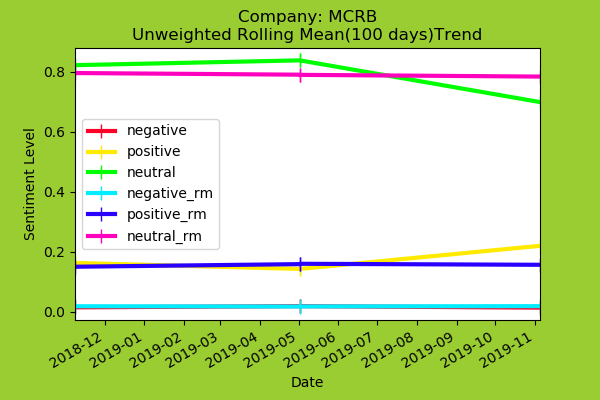 Company: MCRB
Unweighted Rolling Mean(100 days)Trend
Sentiment Level
0.8
0.6
0.4
0.2
0.0
negative
positive
neutral
negative_rm
positive_rm
neutral_rm
2018-12
2019-01
2019-02
2019-03
2019-04
2019-05
2019-06
2019-07
2019-08
2019-09
2019-10
2019-11
Date